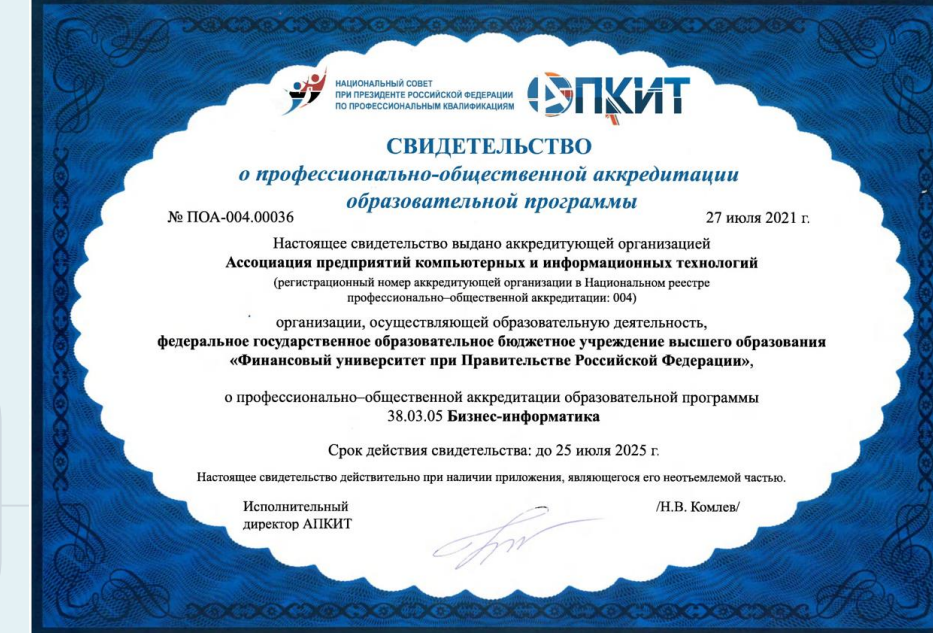 НАЦИОНАЛЬНЫЙ СОВЕТ
ПРИ ПРЕЗИДЕНТЕ РОССИЙСКОЙ ФЕДЕРАЦИИ
ПО ПРОФЕССИОНАЛЬНЫМ КВАЛИФИКАЦИЯМ
АПКИТ
СВИДЕТЕЛЬСТВО
о профессионально-общественной аккредитации
образовательной программы
№ ПОА-004.00036 27 июля 2021 г.
Настоящее свидетельство выдано аккредитующей организацией
Ассоциация предприятий компьютерных и информационных технологий
(регистрационный номер аккредитующей организации в Национальном реестре
профессионально–общественной аккредитации: 004)
организации, осуществляющей образовательную деятельность,
федеральное государственное образовательное бюджетное учреждение высшего образования
«Финансовый университет при Правительстве Российской Федерации»,
о профессионально–общественной аккредитации образовательной программы
38.03.05 Бизнес-информатика
Срок действия свидетельства: до 25 июля 2025 г.
Настоящее свидетельство действительно при наличии приложения, являющегося его неотъемлемой частью.
Исполнительный /Н.В. Комлев/
директор АПКИТ